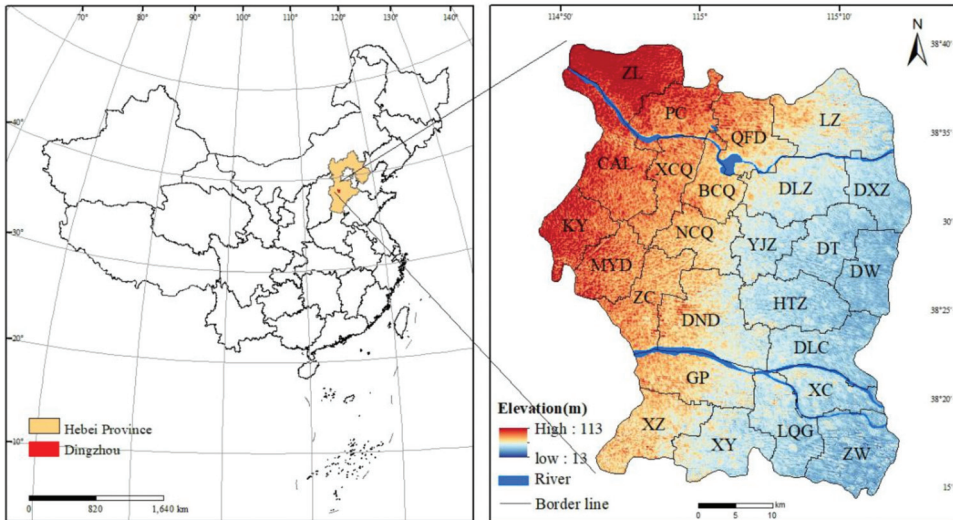 70° 80° 90° 100° 110° 120° 130° 140°
40°
30°
20°
10°
Hebei Province
Dingzhou
0 820 1,640 km
114°50' 115° 115°10'
N
38°40'
38°35'
30'
38°25'
38°20'
15'
ZL
PC
QFD
LZ
CAL
XCQ
BCQ
DLZ
DXZ
KY
NCQ
YJZ
DT
MYD
DW
ZC
HTZ
DND
DLC
GP
XC
XZ
XY
LQG
ZW
Elevation(m)
High : 113
low : 13
River
Border line
0 5 10
km